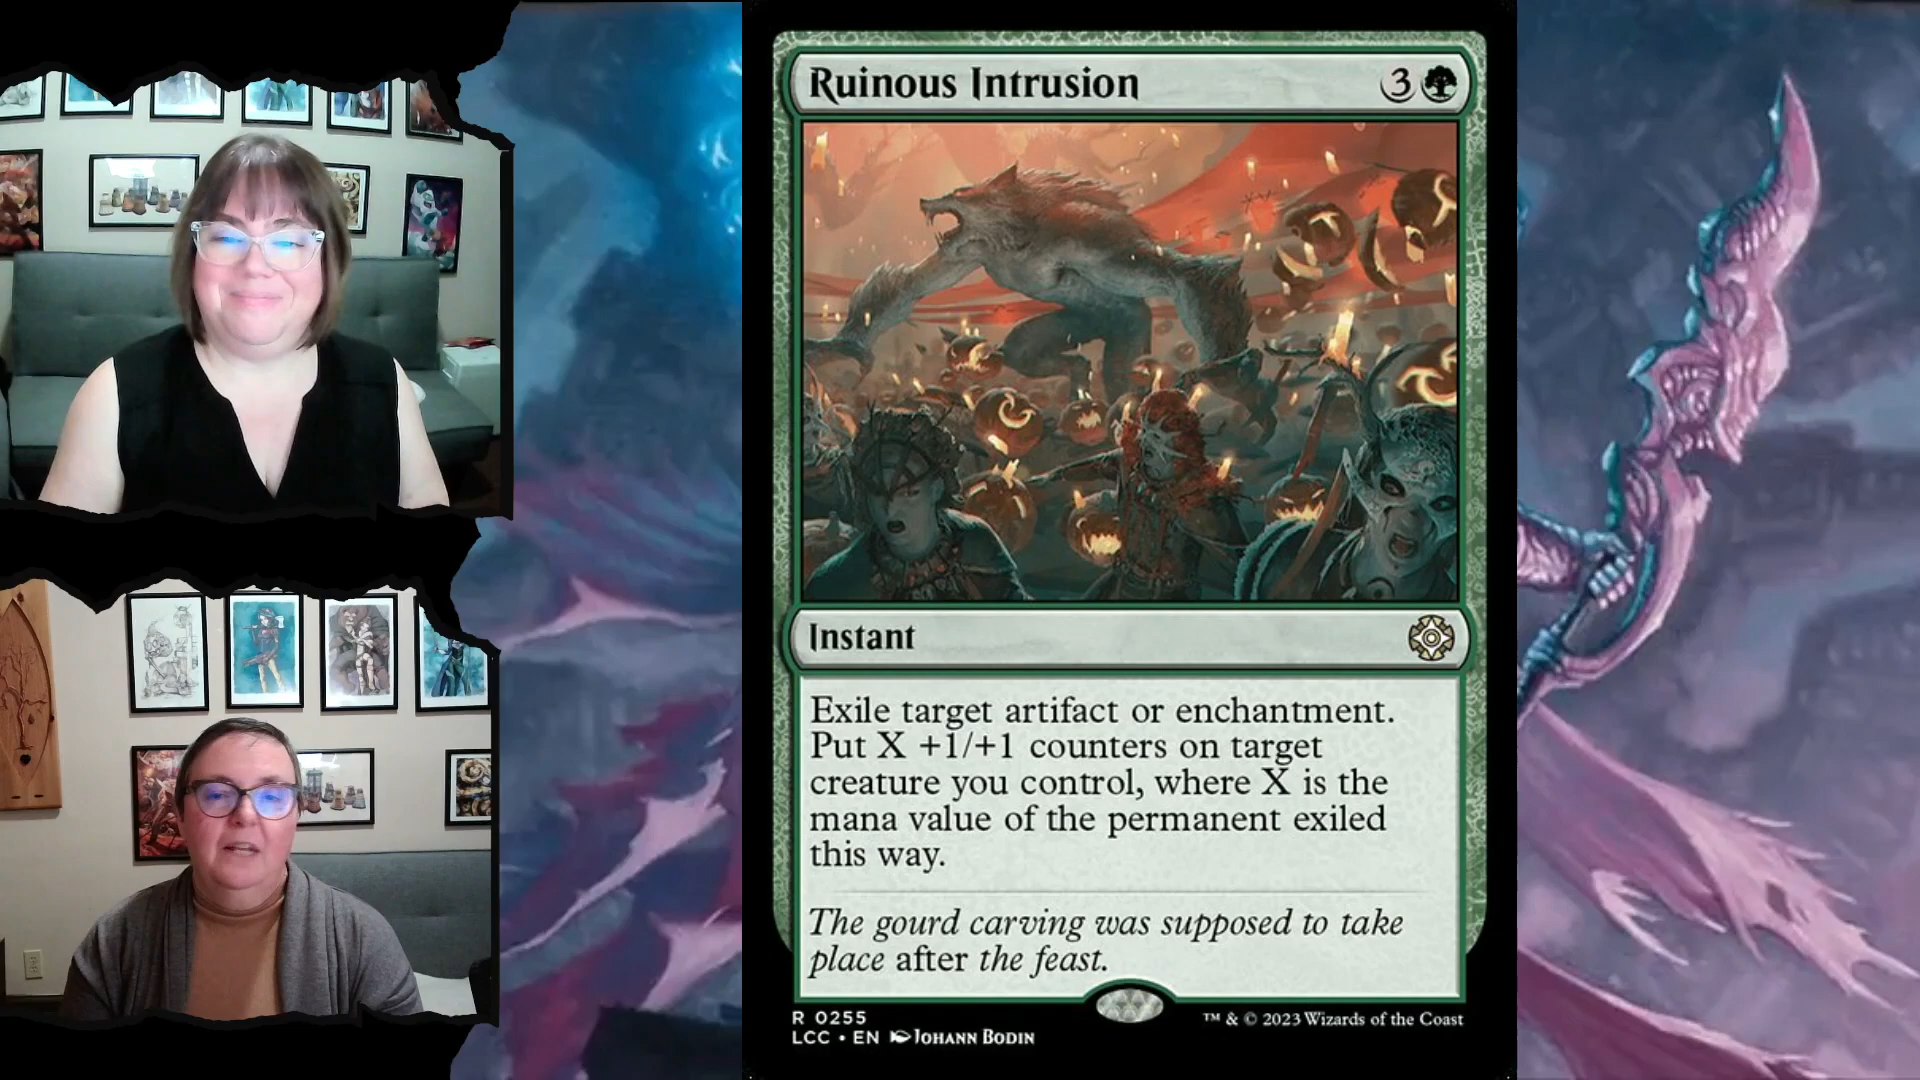 Ruinous Intrusion 3
Instant
Exile target artifact or enchantment.
Put X +1/+1 counters on target
creature you control, where X is the
mana value of the permanent exiled
this way.
The gourd carving was supposed to take
place after the feast.
R 0255
LCC • EN JOHANN BODIN
™ & © 2023 Wizards of the Coast